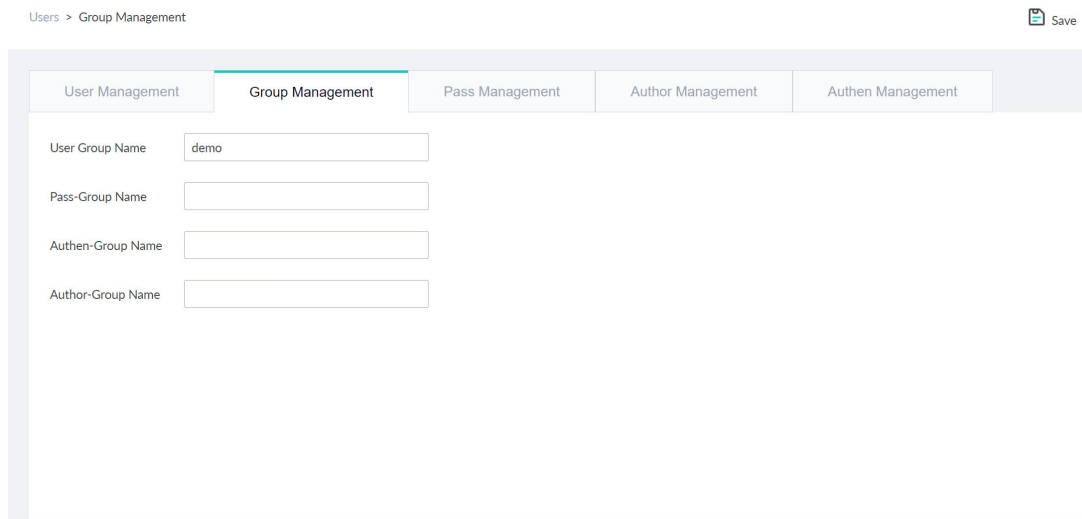 Users > Group Management
Save
User Management Group Management Pass Management Author Management Authen Management
User Group Name demo
Pass-Group Name
Authen-Group Name
Author-Group Name